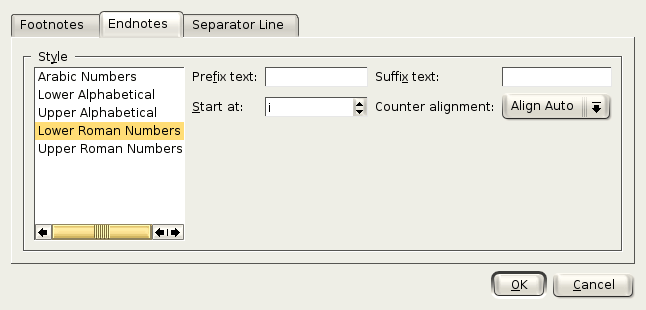 Footnotes Endnotes Separator Line
Style
Arabic Numbers
Lower Alphabetical
Upper Alphabetical
Lower Roman Numbers
Upper Roman Numbers
Prefix text: Suffix text:
Start at: i Counter alignment: Align Auto
OK Cancel